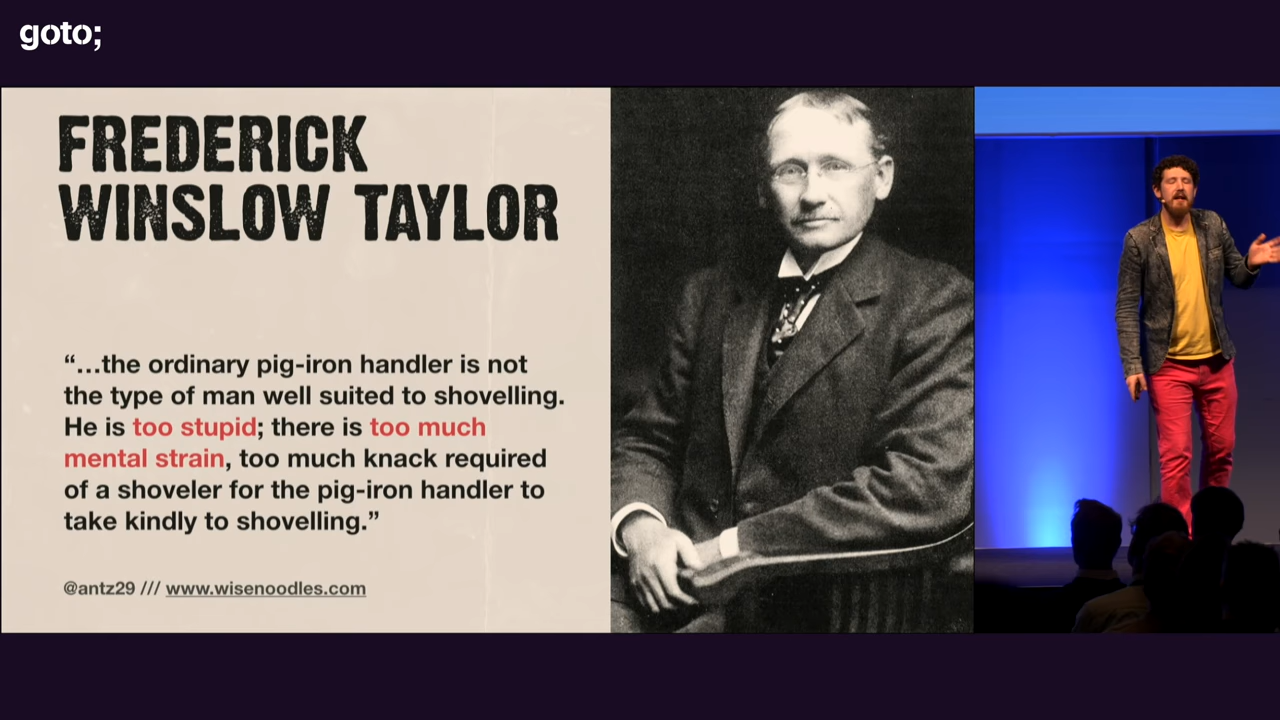 goto;
FREDERICK
WINSLOW TAYLOR
“...the ordinary pig-iron handler is not
the type of man well suited to shovelling.
He is too stupid; there is too much
mental strain, too much knack required
of a shoveler for the pig-iron handler to
take kindly to shovelling.”
@antz29 /// www.wisenoodles.com